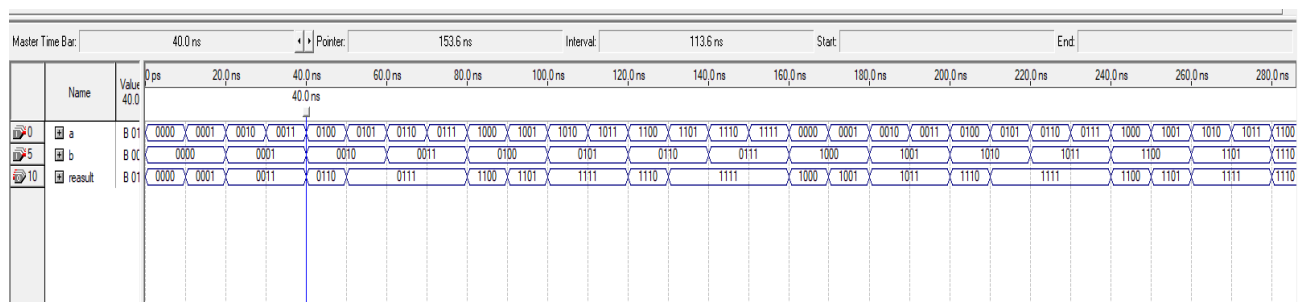 Master Time Bar: 40.0 ns Pointer: 153.6 ns Interval: 113.6 ns Start: End:
Name Value 40.0 0 ps 20.0 ns 40.0 ns 60.0 ns 80.0 ns 100.0 ns 120.0 ns 140.0 ns 160.0 ns 180.0 ns 200.0 ns 220.0 ns 240.0 ns 260.0 ns 280.0 ns
40.0 ns
0 a B 01 0000 0001 0010 0011 0100 0101 0110 0111 1000 1001 1010 1011 1100 1101 1110 1111 0000 0001 0010 0011 0100 0101 0110 0111 1000 1001 1010 1011 1100
5 b B 00 0000 0001 0010 0011 0100 0101 0110 0111 1000 1001 1010 1011 1100 1101 1110
10 reasult B 01 0000 0001 0011 0110 0111 1100 1101 1111 1110 1111 1000 1001 1011 1110 1111 1100 1101 1111 1110